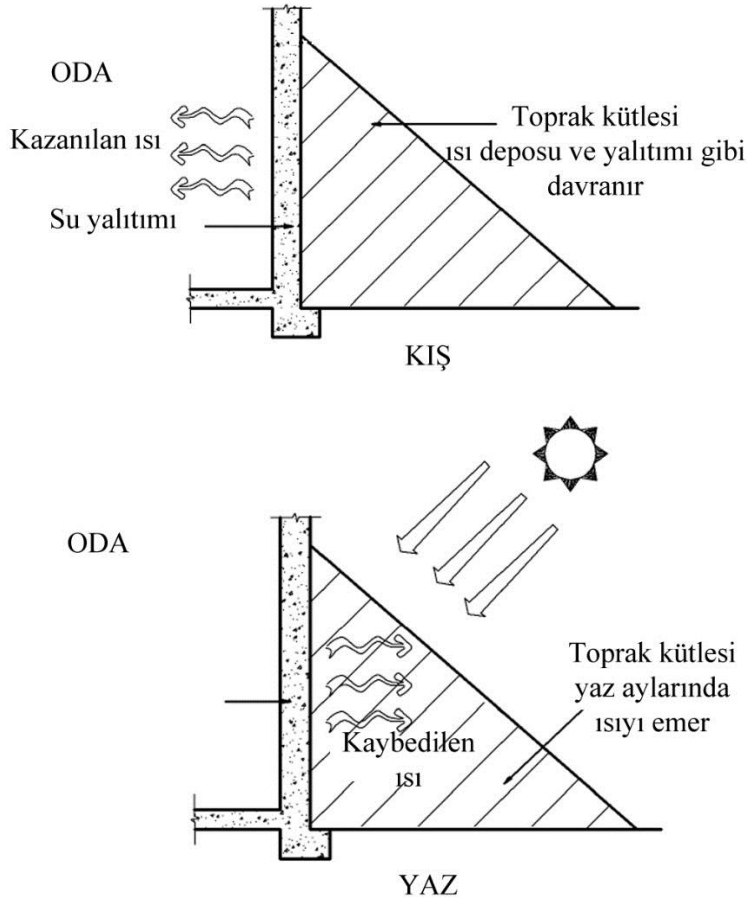 ODA
Kazanılan ısı
Su yalıtımı
Toprak kütlesi
ısı deposu ve yalıtımı gibi
davranır
KIŞ
ODA
Toprak kütlesi
yaz aylarında
ısıyı emer
Kaybedilen
ısı
YAZ